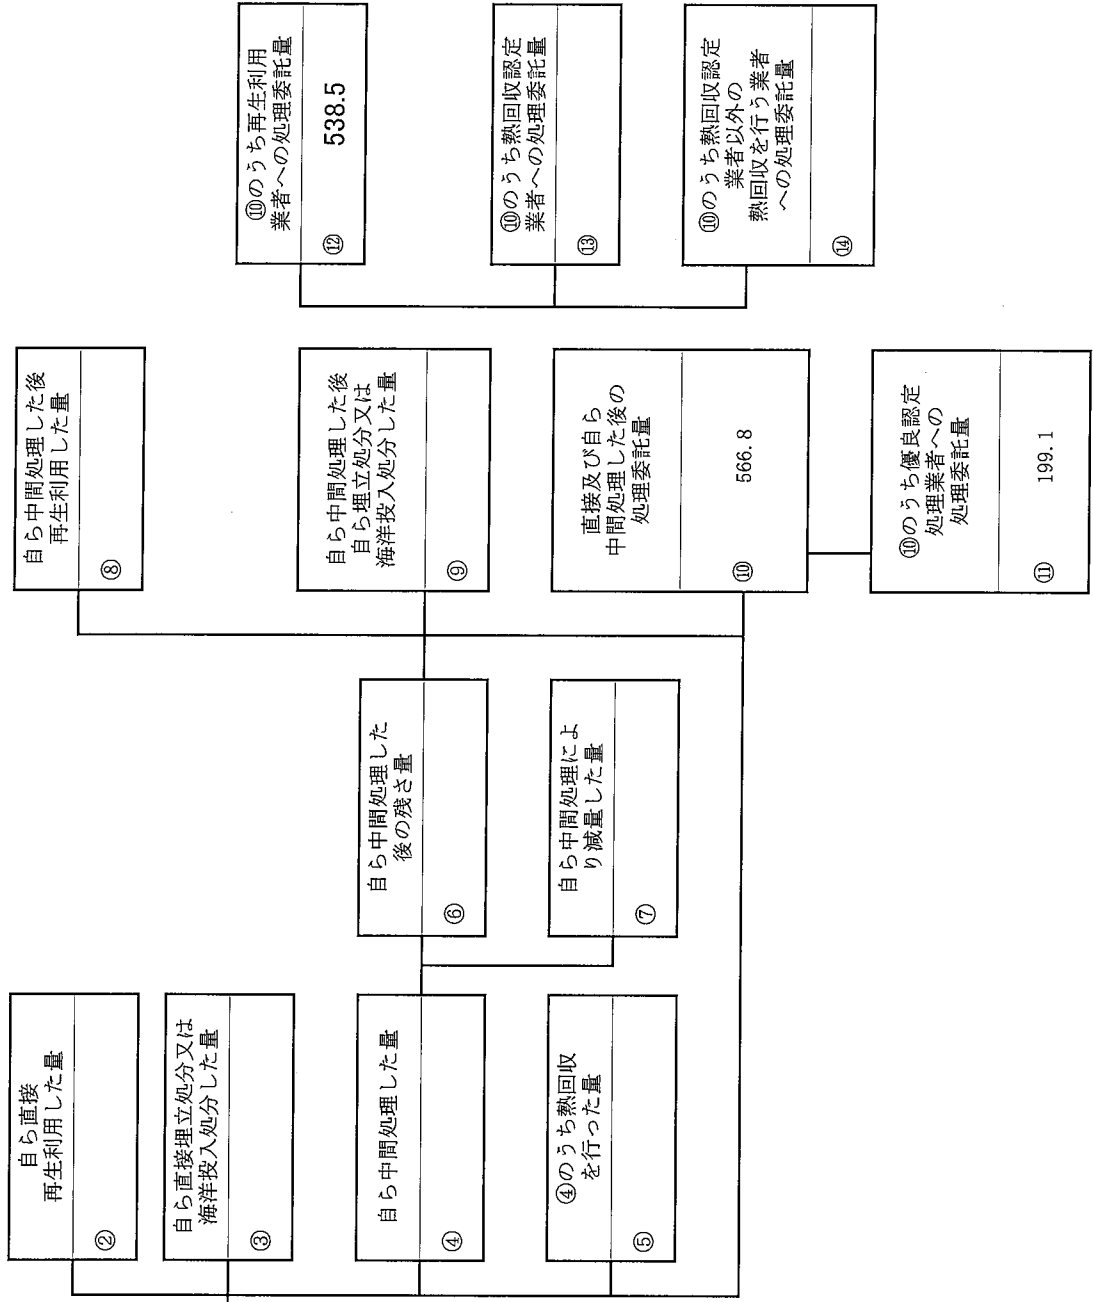 自ら直接
再生利用した量
②
自ら直接埋立処分又は
海洋投入処分した量
③
自ら中間処理した量
④
④のうち熱回収
を行った量
⑤
自ら中間処理した
後の残さ量
⑥
自ら中間処理によ
り減量した量
⑦
自ら中間処理した後
再生利用した量
⑧
自ら中間処理した後
自ら埋立処分又は
海洋投入処分した量
⑨
直接及び自ら
中間処理した後の
処理委託量
⑩ 566.8
⑩のうち優良認定
処理業者への
処理委託量
⑪ 199.1
⑩のうち再生利用
業者への処理委託量
⑫ 538.5
⑩のうち熱回収認定
業者への処理委託量
⑬
⑩のうち熱回収認定
業者以外の
熱回収を行う業者
への処理委託量
⑭